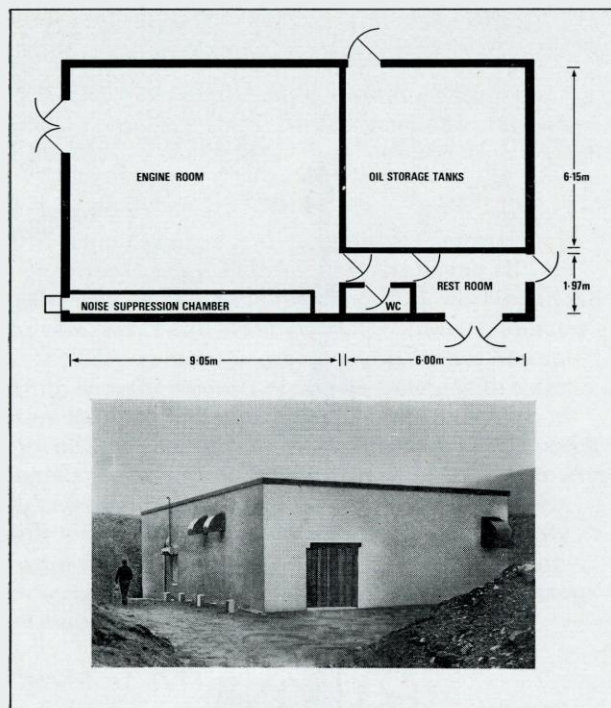 ENGINE ROOM
OIL STORAGE TANKS
6·15m
REST ROOM
1·97m
NOISE SUPPRESSION CHAMBER
WC
9·05m
6·00m